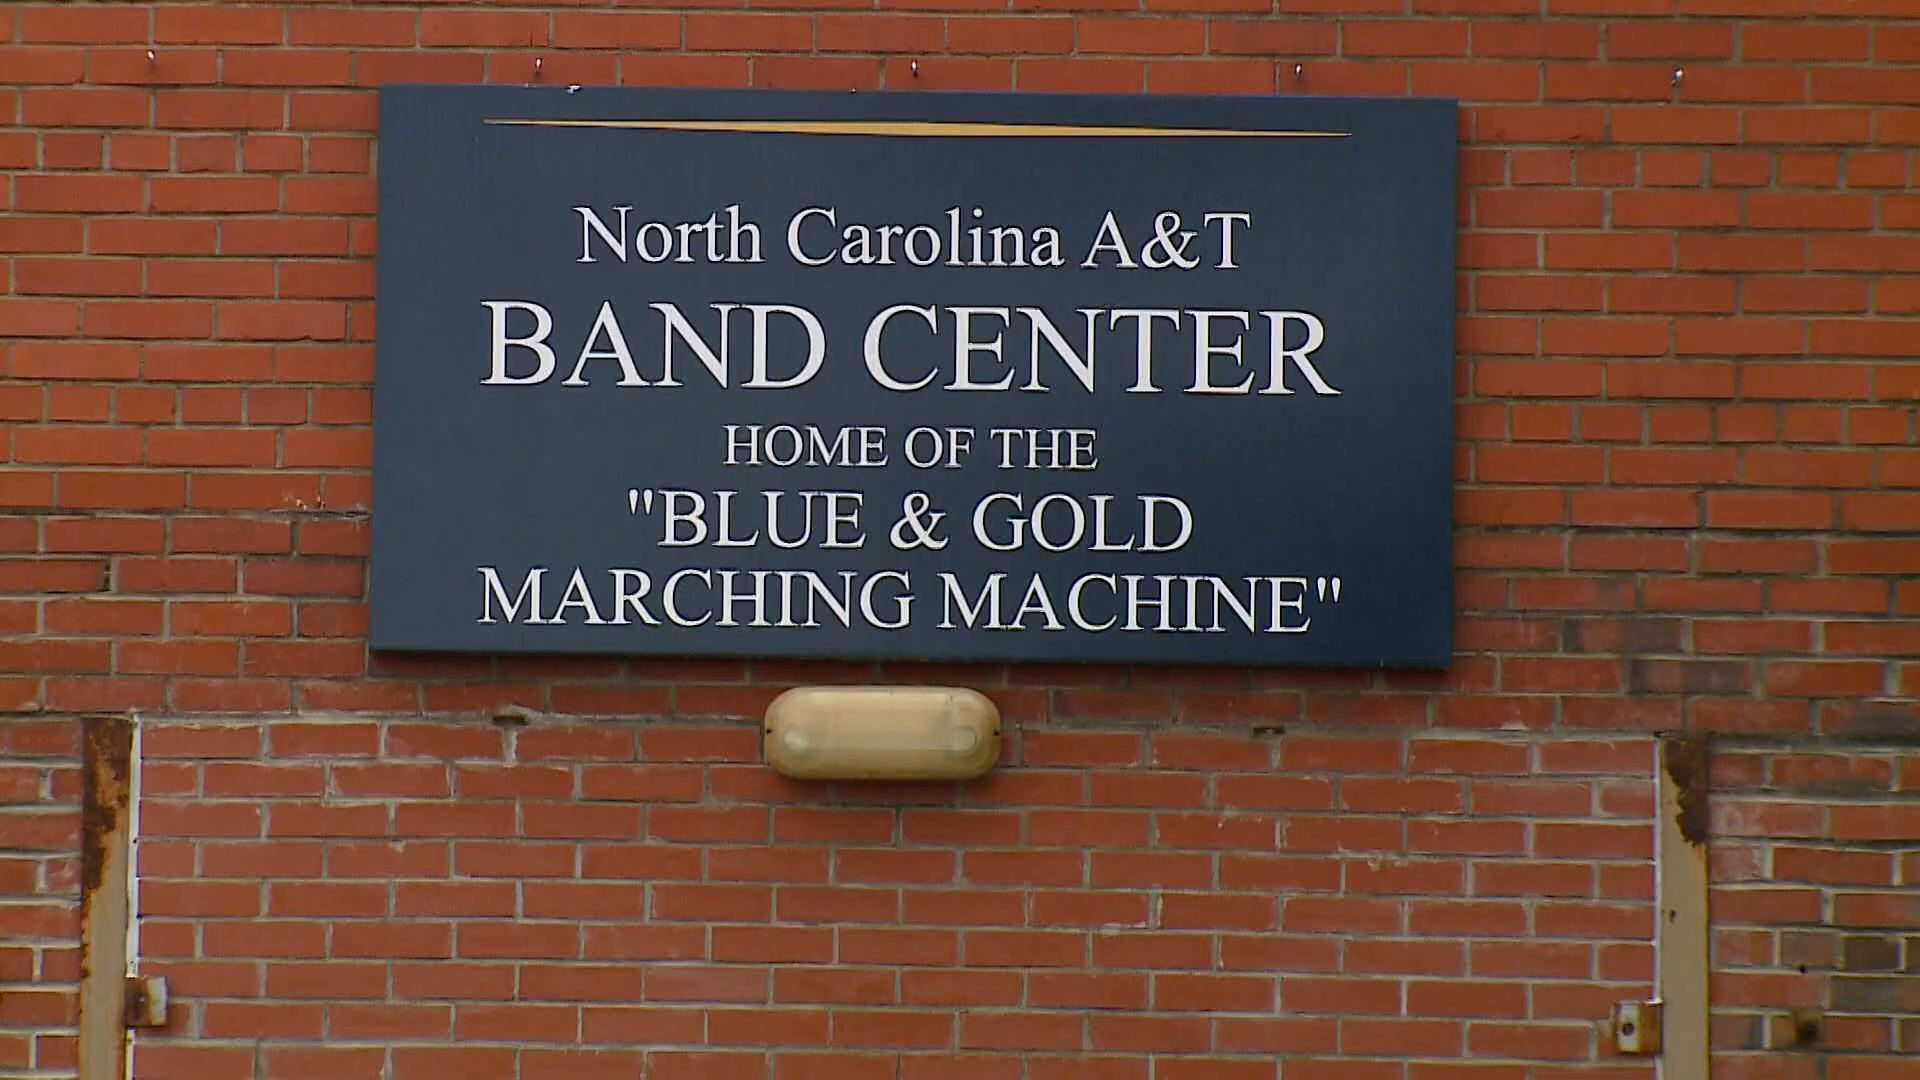 North Carolina A&T
BAND CENTER
HOME OF THE
"BLUE & GOLD
MARCHING MACHINE"